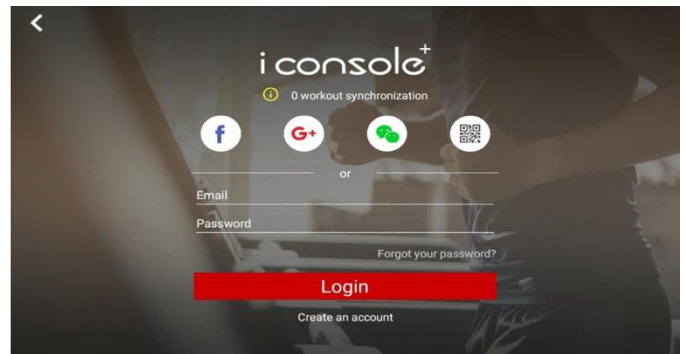 i console+
0 workout synchronization
f G+
or
Email
Password
Forgot your password?
Login
Create an account